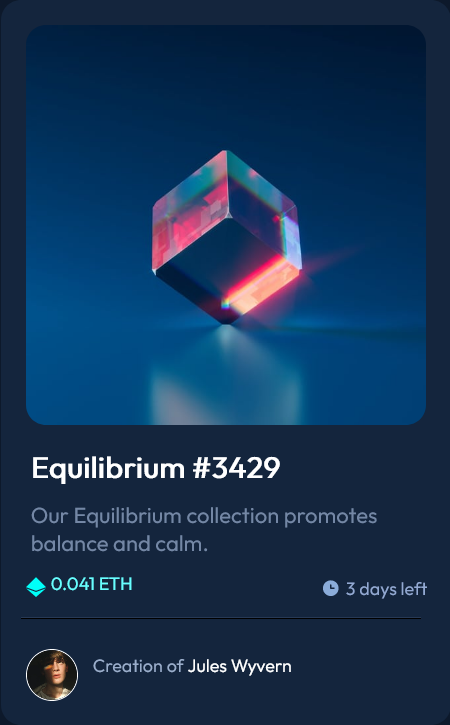 Equilibrium #3429
Our Equilibrium collection promotes
balance and calm.
0.041 ETH
3 days left
Creation of Jules Wyvern